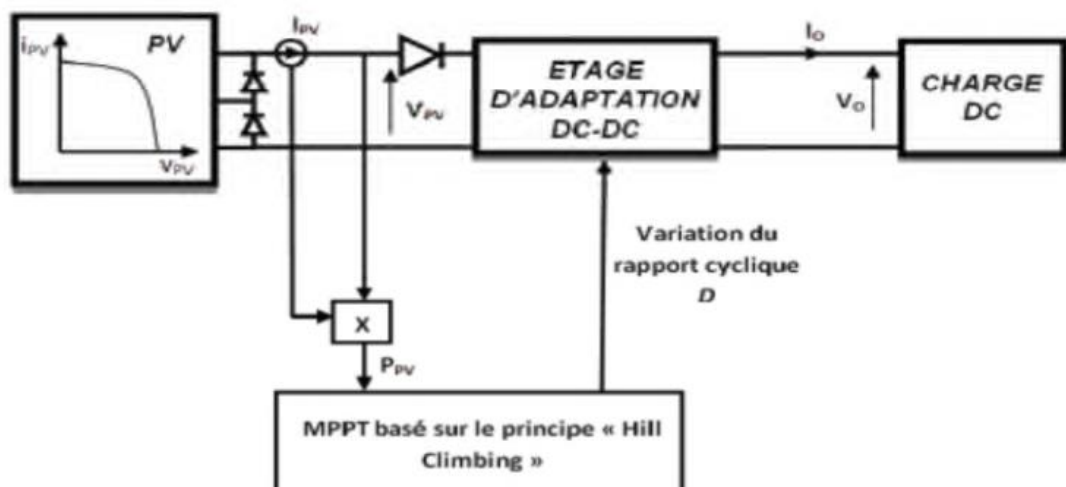 PV
iPV
vPV
IPV
VPV
ETAGE
D'ADAPTATION
DC-DC
IO
VO
CHARGE
DC
Variation du
rapport cyclique
D
X
PPV
MPPT basé sur le principe « Hill
Climbing »